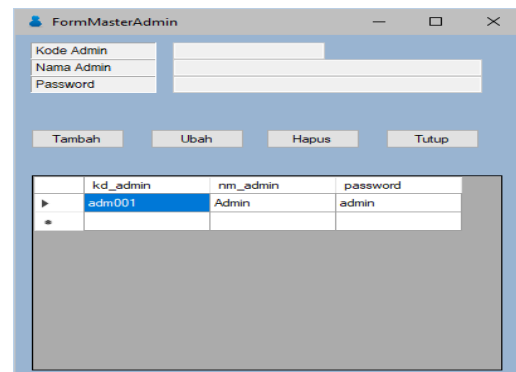 FormMasterAdmin
Kode Admin
Nama Admin
Password
Tambah Ubah Hapus Tutup
kd_admin nm_admin password
adm001 Admin admin